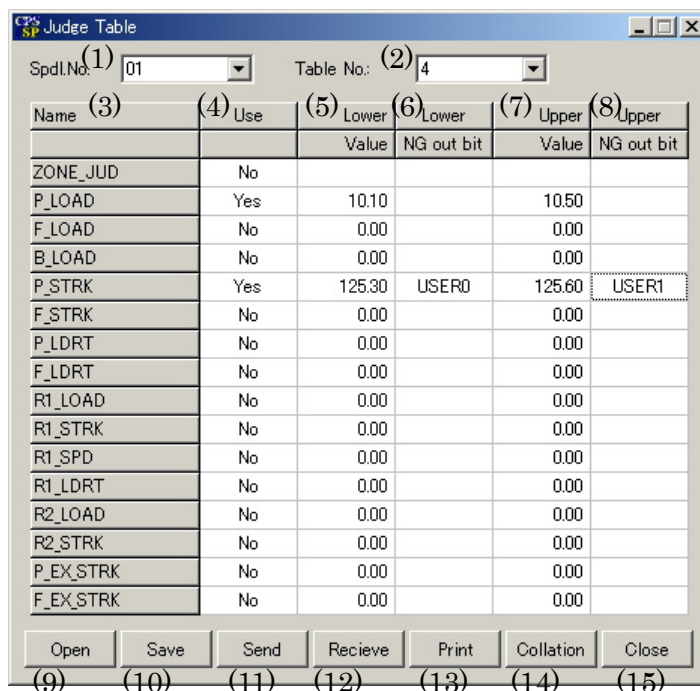 CPS SP Judge Table
Spdl.No.: (1) 01 Table No.: (2) 4
Name (3) (4) Use (5) Lower (6) Lower (7) Upper (8) Upper
Value NG out bit Value NG out bit
ZONE_JUD No
P_LOAD Yes 10.10 10.50
F_LOAD No 0.00 0.00
B_LOAD No 0.00 0.00
P_STRK Yes 125.30 USER0 125.60 USER1
F_STRK No 0.00 0.00
P_LDRT No 0.00 0.00
F_LDRT No 0.00 0.00
R1_LOAD No 0.00 0.00
R1_STRK No 0.00 0.00
R1_SPD No 0.00 0.00
R1_LDRT No 0.00 0.00
R2_LOAD No 0.00 0.00
R2_STRK No 0.00 0.00
P_EX_STRK No 0.00 0.00
F_EX_STRK No 0.00 0.00
Open Save Send Recieve Print Collation Close
(9) (10) (11) (12) (13) (14) (15)